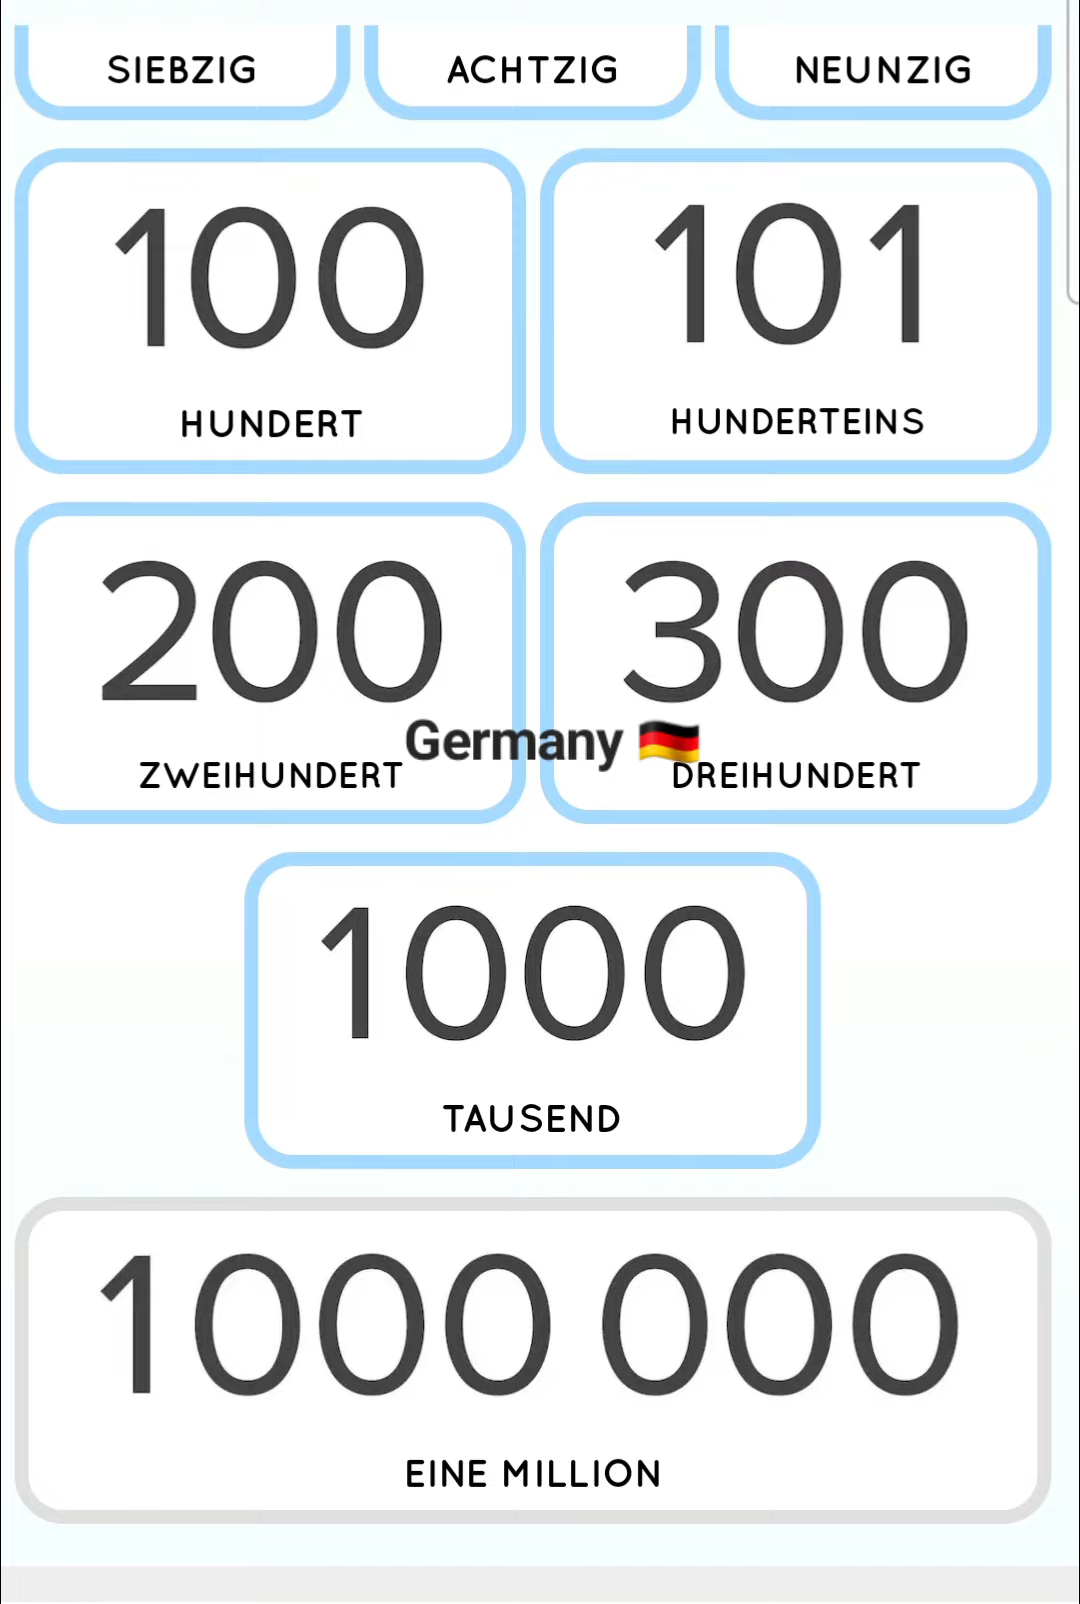 SIEBZIG ACHTZIG NEUNZIG
100 101
HUNDERT HUNDERTEINS
200 300
Germany 🇩🇪
ZWEIHUNDERT DREIHUNDERT
1000
TAUSEND
1000 000
EINE MILLION